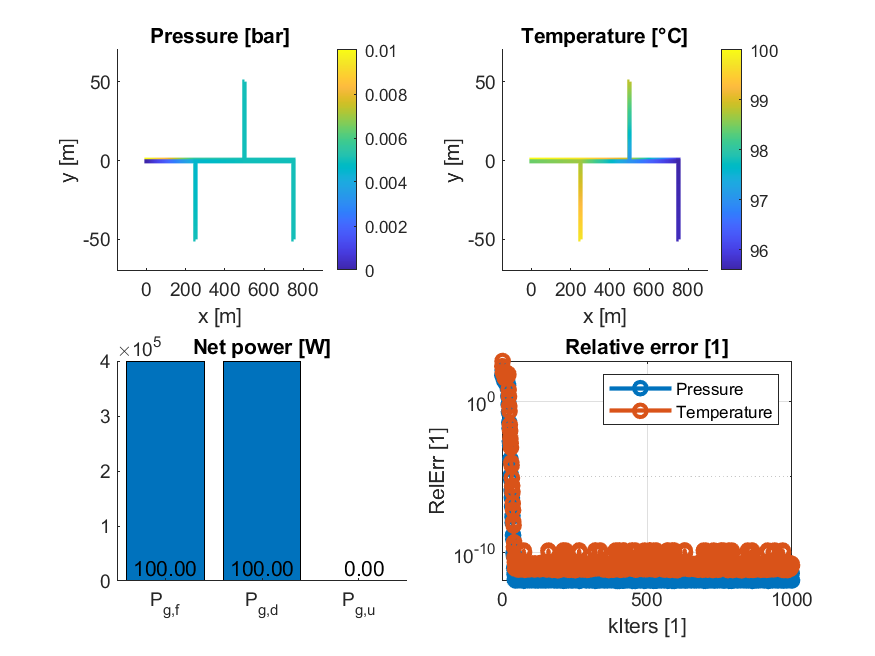 Pressure [bar]
50
0
-50
0 200 400 600 800
x [m]
y [m]
0.01
0.008
0.006
0.004
0.002
0
Temperature [°C]
50
0
-50
0 200 400 600 800
x [m]
y [m]
100
99
98
97
96
Net power [W]
×10^5
4
3
2
1
0
100.00 100.00 0.00
P_g,f P_g,d P_g,u
Relative error [1]
Pressure
Temperature
10^0
10^-10
RelErr [1]
0 500 1000
kIters [1]